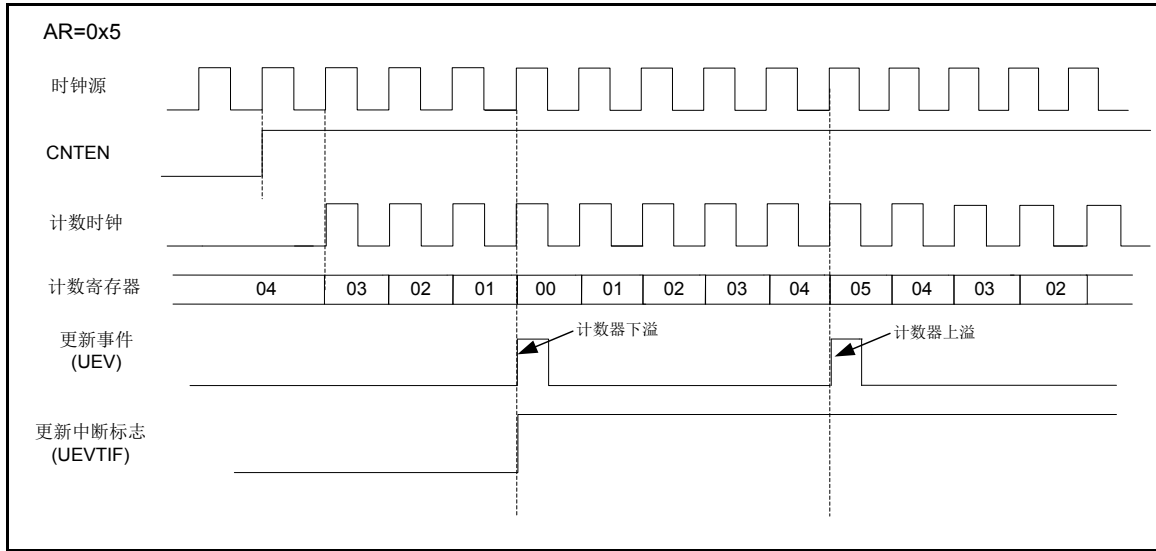 AR=0x5
时钟源
CNTEN
计数时钟
计数寄存器 04 03 02 01 00 01 02 03 04 05 04 03 02
更新事件
(UEV)
计数器下溢
计数器上溢
更新中断标志
(UEVTIF)